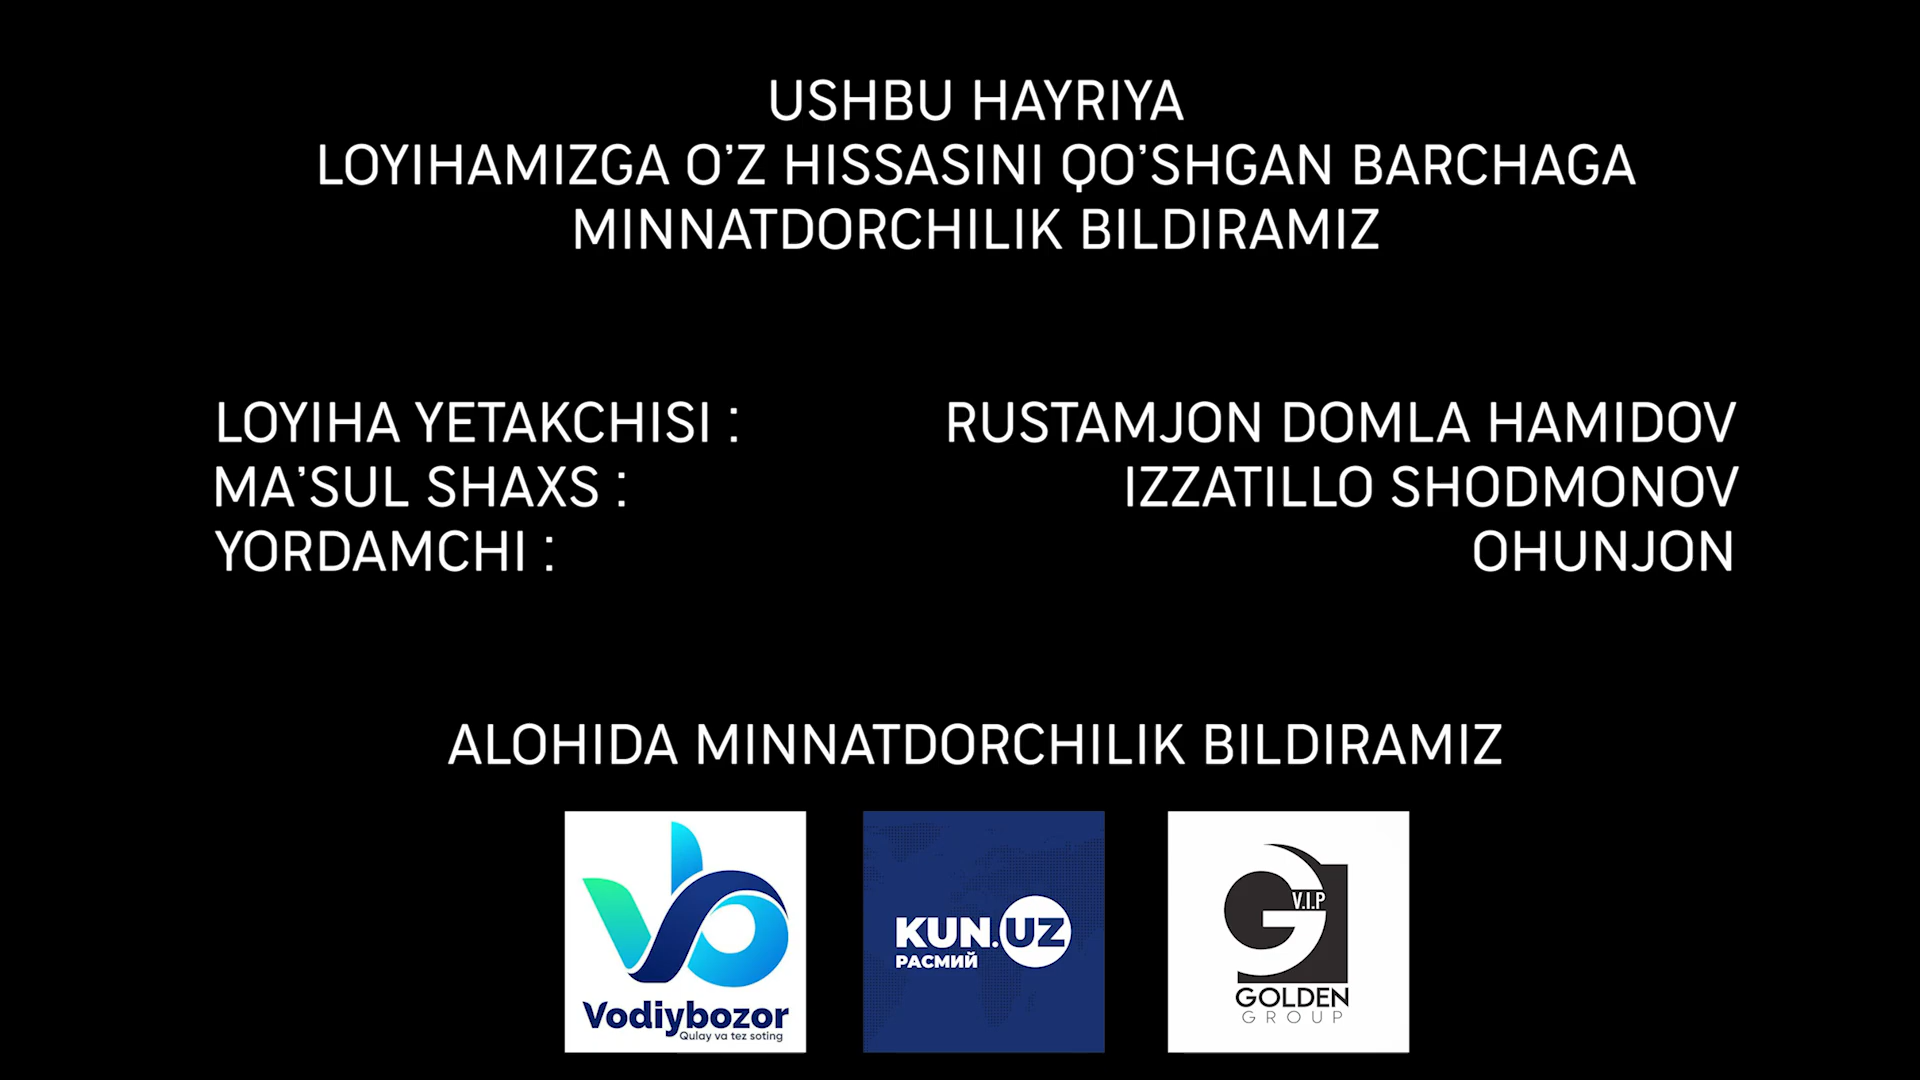 USHBU HAYRIYA
LOYIHAMIZGA O’Z HISSASINI QO’SHGAN BARCHAGA
MINNATDORCHILIK BILDIRAMIZ
LOYIHA YETAKCHISI : RUSTAMJON DOMLA HAMIDOV
MA’SUL SHAXS : IZZATILLO SHODMONOV
YORDAMCHI : OHUNJON
ALOHIDA MINNATDORCHILIK BILDIRAMIZ
Vodiybozor
Qulay va tez soting
KUN.UZ
РАСМИЙ
V.I.P
GOLDEN
GROUP